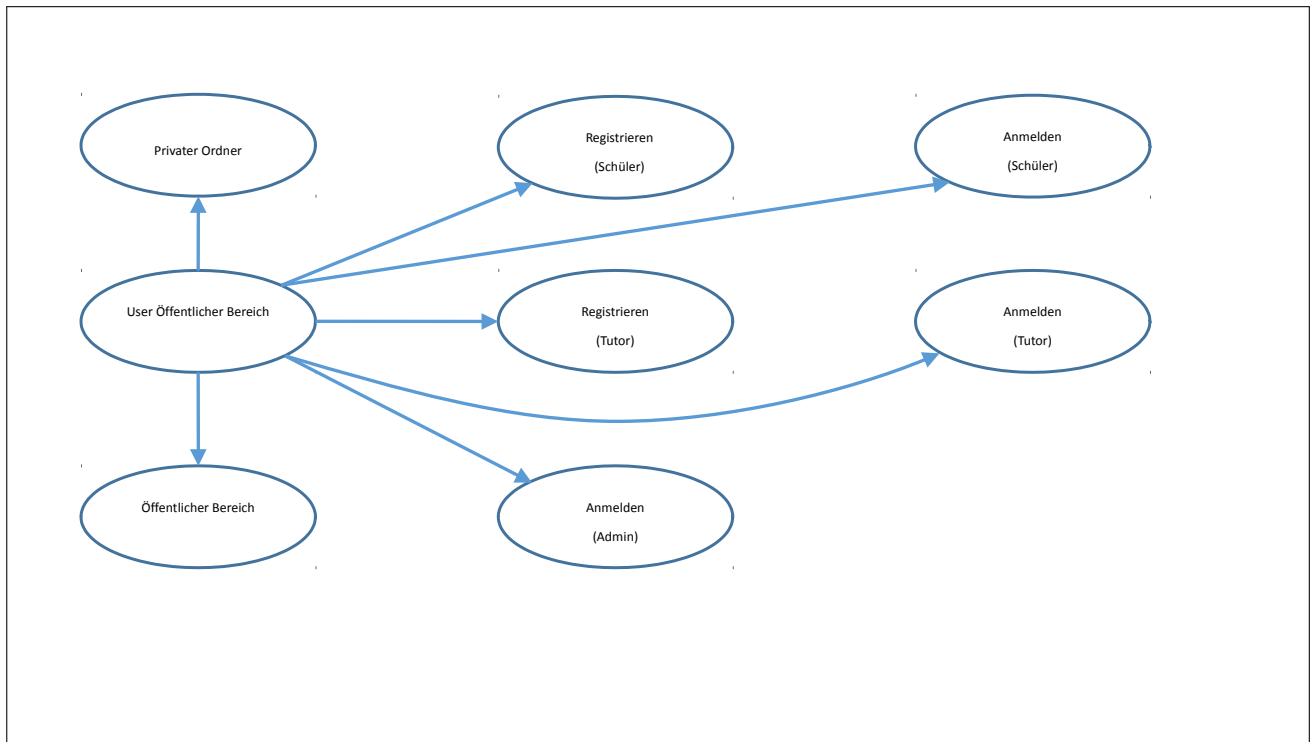 Privater Ordner
Registrieren
(Schüler)
Anmelden
(Schüler)
User Öffentlicher Bereich
Registrieren
(Tutor)
Anmelden
(Tutor)
Öffentlicher Bereich
Anmelden
(Admin)